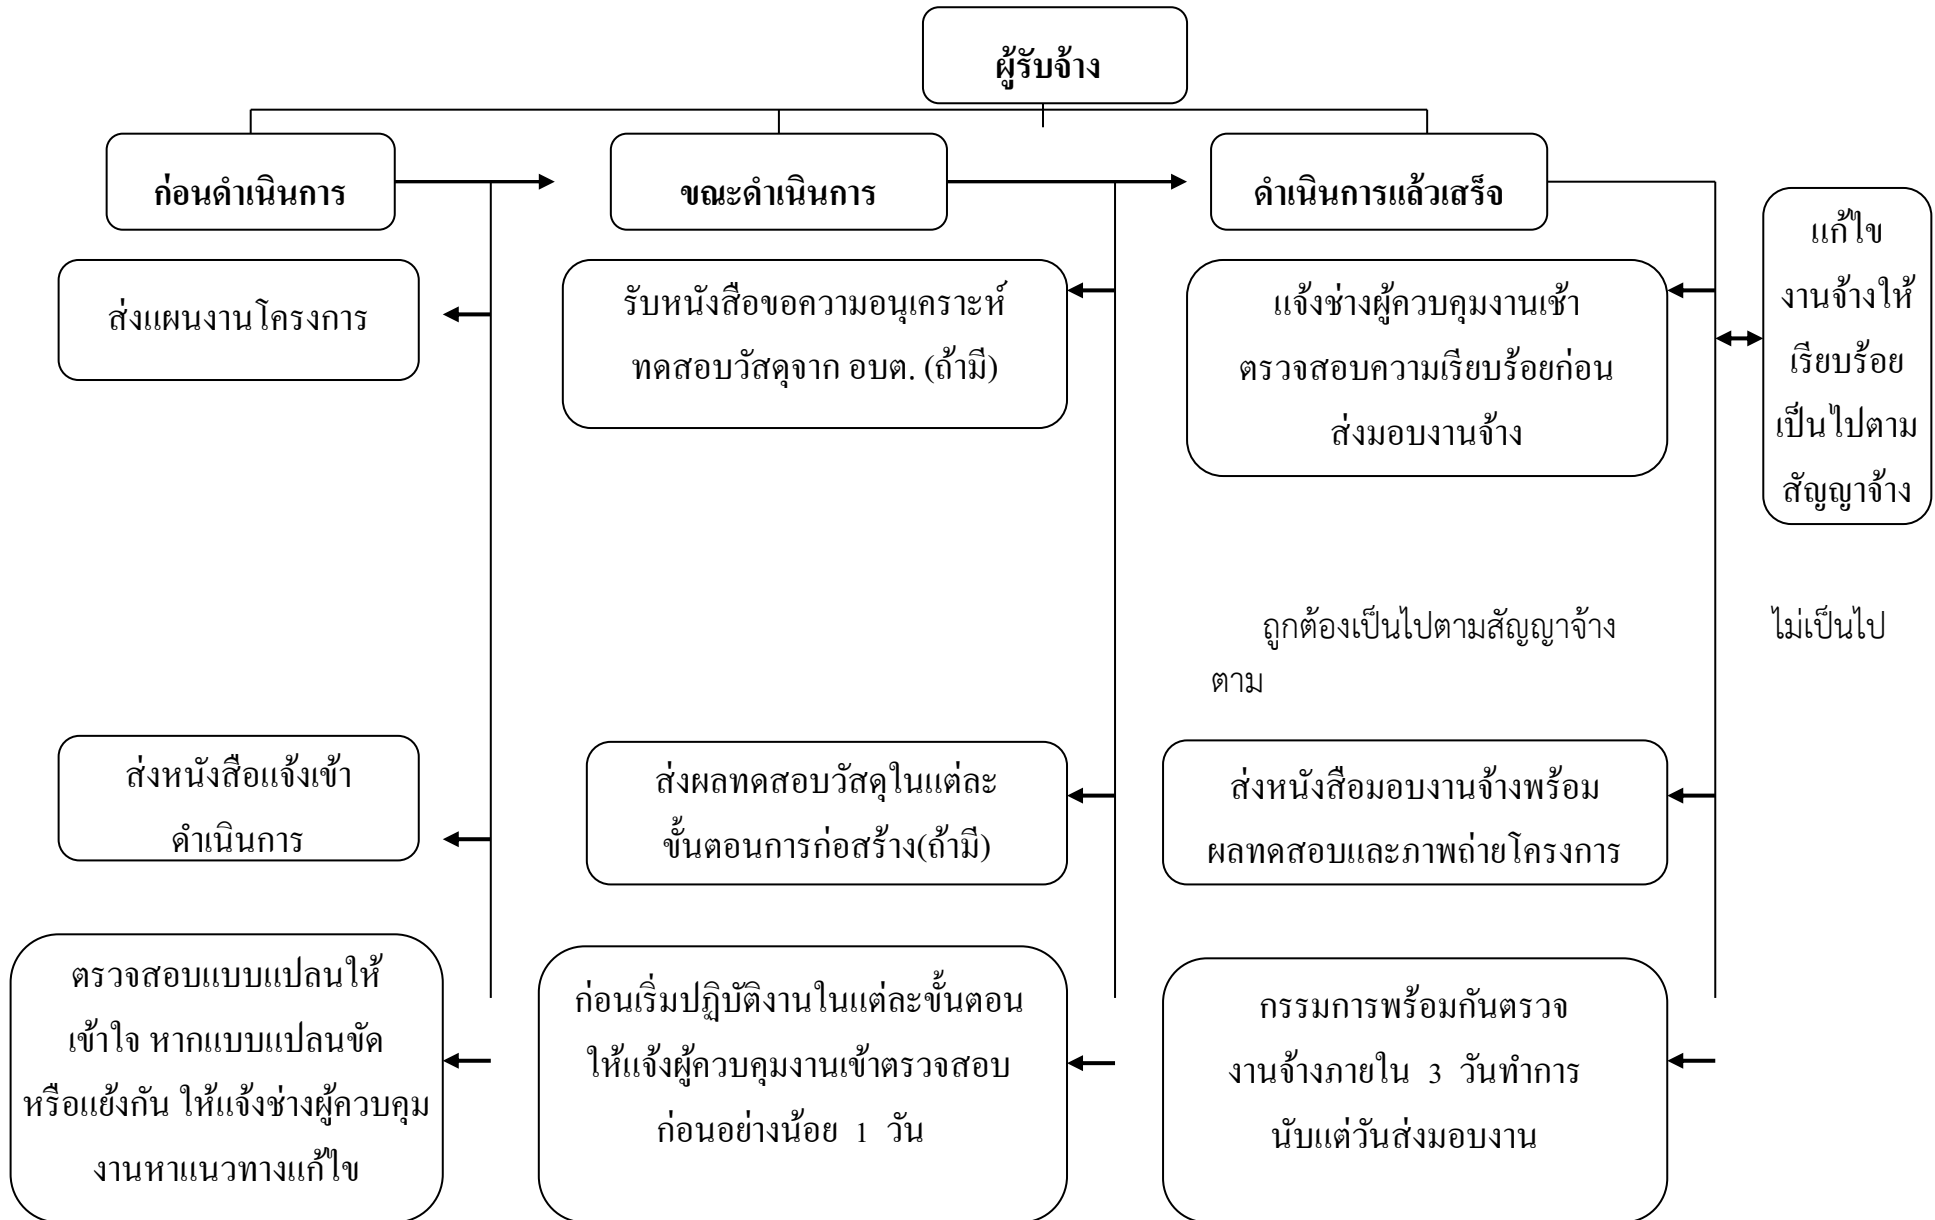 ผู้รับจ้าง
ก่อนดำเนินการ
ขณะดำเนินการ
ดำเนินการแล้วเสร็จ
ส่งแผนงานโครงการ
รับหนังสือขอความอนุเคราะห์
ทดสอบวัสดุจาก อบต. (ถ้ามี)
แจ้งช่างผู้ควบคุมงานเช้า
ตรวจสอบความเรียบร้อยก่อน
ส่งมอบงานจ้าง
แก้ไข
งานจ้างให้
เรียบร้อย
เป็นไปตาม
สัญญาจ้าง
ถูกต้องเป็นไปตามสัญญาจ้าง ไม่เป็นไป
ตาม
ส่งหนังสือแจ้งเข้า
ดำเนินการ
ส่งผลทดสอบวัสดุในแต่ละ
ขั้นตอนการก่อสร้าง(ถ้ามี)
ส่งหนังสือมอบงานจ้างพร้อม
ผลทดสอบและภาพถ่ายโครงการ
ตรวจสอบแบบแปลนให้
เข้าใจ หากแบบแปลนขัด
หรือแย้งกัน ให้แจ้งช่างผู้ควบคุม
งานหาแนวทางแก้ไข
ก่อนเริ่มปฏิบัติงานในแต่ละขั้นตอน
ให้แจ้งผู้ควบคุมงานเข้าตรวจสอบ
ก่อนอย่างน้อย 1 วัน
กรรมการพร้อมกันตรวจ
งานจ้างภายใน 3 วันทำการ
นับแต่วันส่งมอบงาน